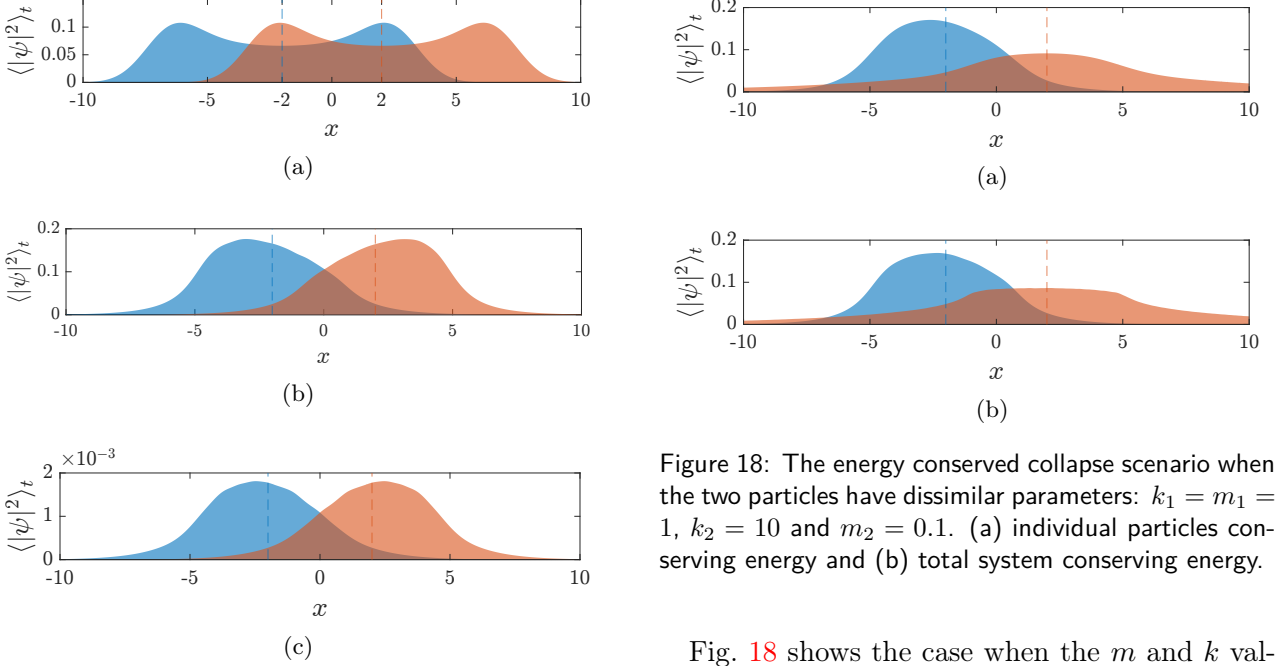 0.1
0.05
0
⟨|ψ|²⟩ₜ
-10 -5 -2 0 2 5 10
x
(a)
0.2
0.1
0
⟨|ψ|²⟩ₜ
-10 -5 0 5 10
x
(b)
×10⁻³
2
1
0
⟨|ψ|²⟩ₜ
-10 -5 0 5 10
x
(c)
0.2
0.1
0
⟨|ψ|²⟩ₜ
-10 -5 0 5 10
x
(a)
0.2
0.1
0
⟨|ψ|²⟩ₜ
-10 -5 0 5 10
x
(b)
Figure 18: The energy conserved collapse scenario when
the two particles have dissimilar parameters: k₁ = m₁ =
1, k₂ = 10 and m₂ = 0.1. (a) individual particles con-
serving energy and (b) total system conserving energy.
Fig. 18 shows the case when the m and k val-